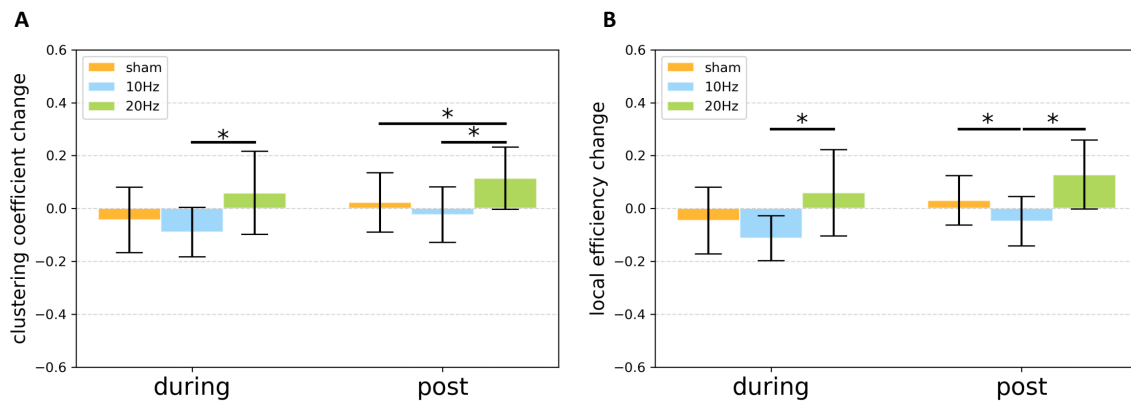 A
clustering coefficient change
0.6
0.4
0.2
0.0
−0.2
−0.4
−0.6
sham
10Hz
20Hz
*
*
*
during
post
B
local efficiency change
0.6
0.4
0.2
0.0
−0.2
−0.4
−0.6
sham
10Hz
20Hz
*
*
*
during
post